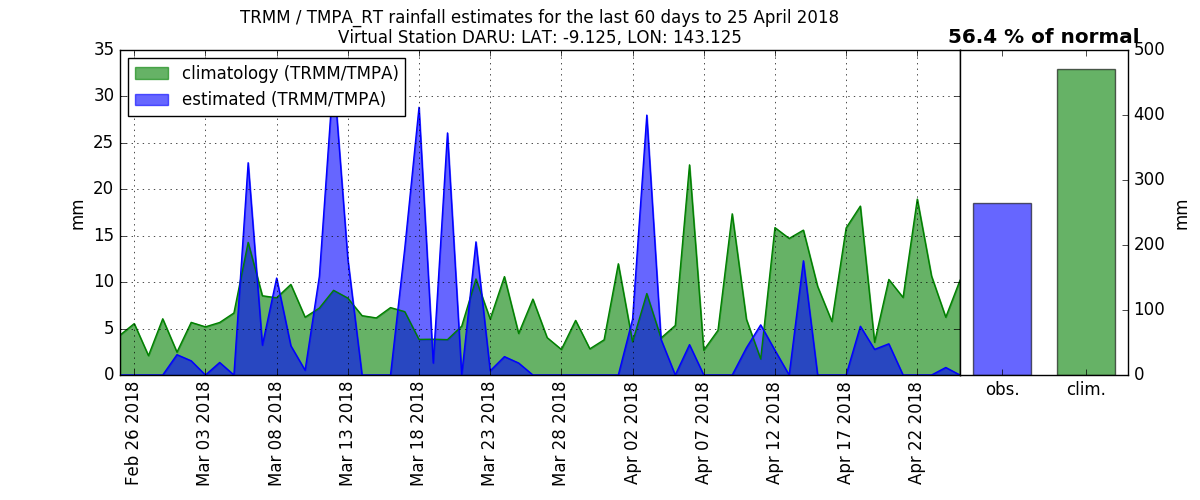 TRMM / TMPA_RT rainfall estimates for the last 60 days to 25 April 2018
Virtual Station DARU: LAT: -9.125, LON: 143.125
56.4 % of normal
climatology (TRMM/TMPA)
estimated (TRMM/TMPA)
mm
35
30
25
20
15
10
5
0
Feb 26 2018
Mar 03 2018
Mar 08 2018
Mar 13 2018
Mar 18 2018
Mar 23 2018
Mar 28 2018
Apr 02 2018
Apr 07 2018
Apr 12 2018
Apr 17 2018
Apr 22 2018
obs.
clim.
500
400
300
200
100
0
mm